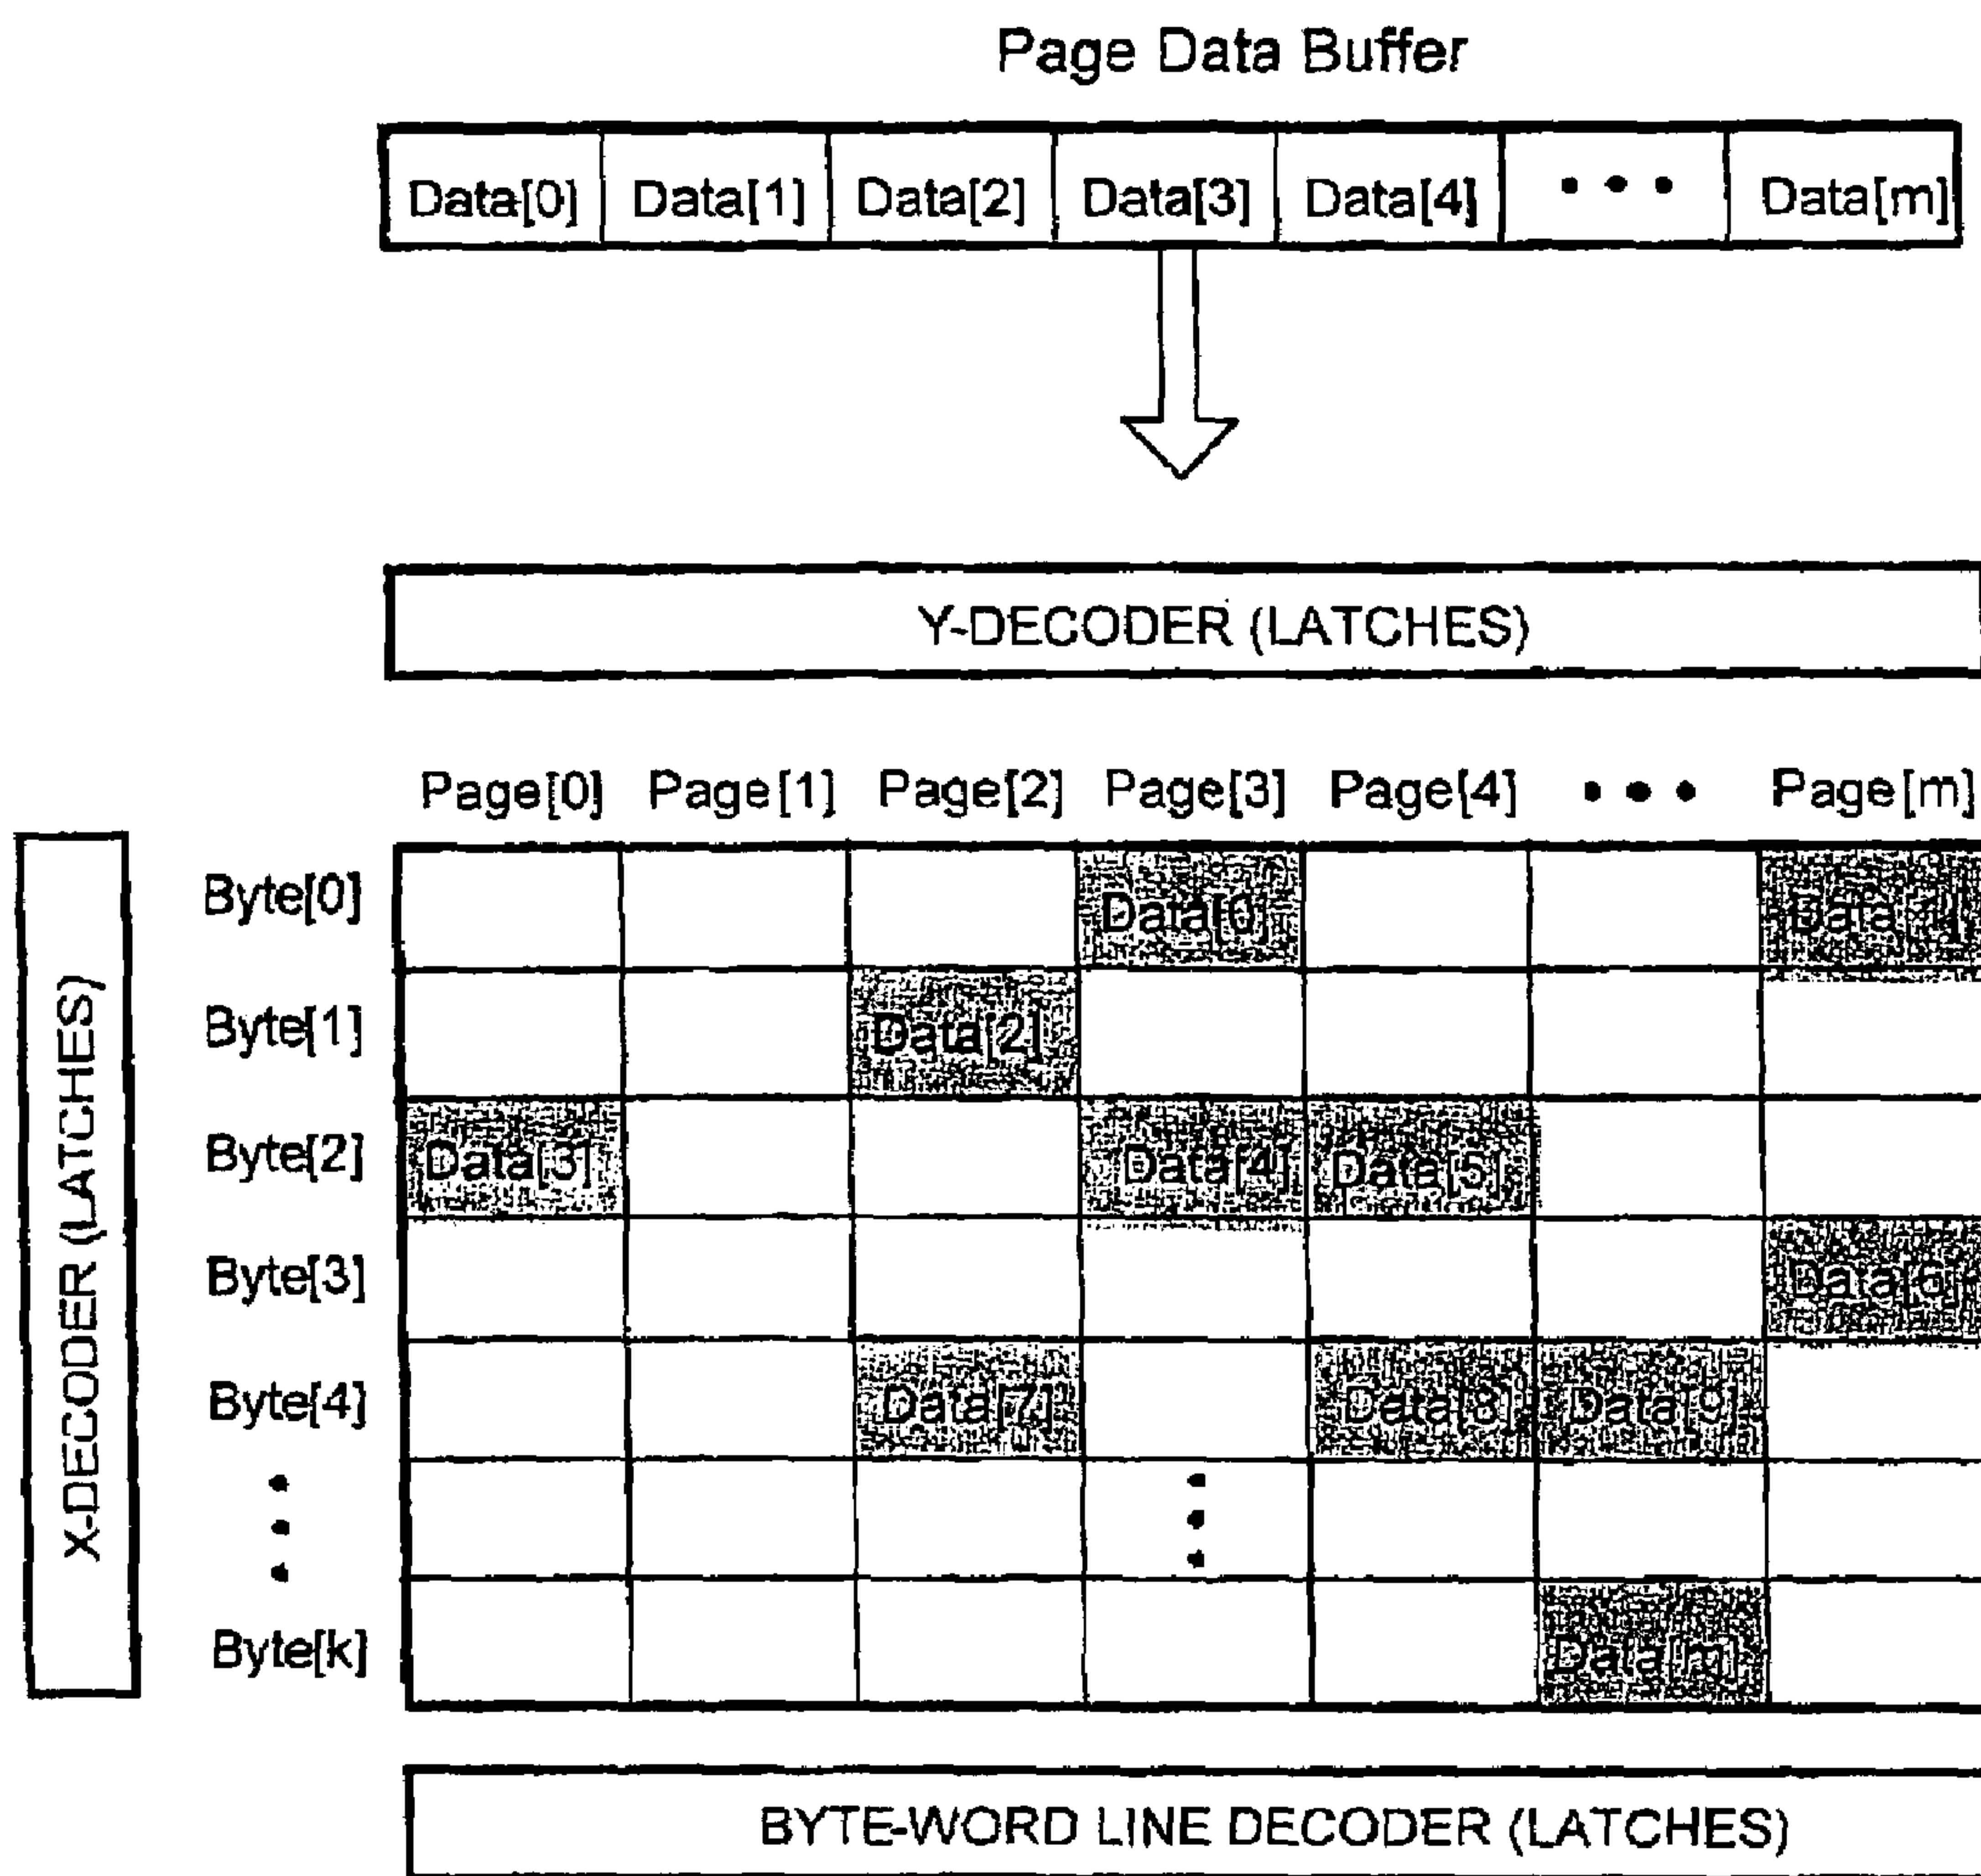 Page Data Buffer
Data[0] Data[1] Data[2] Data[3] Data[4] • • • Data[m]
Y-DECODER (LATCHES)
Page[0] Page[1] Page[2] Page[3] Page[4] • • • Page[m]
X-DECODER (LATCHES)
Byte[0] Data[0]
Byte[1] Data[2]
Byte[2] Data[3] Data[4] Data[5]
Byte[3] Data[6]
Byte[4] Data[7] Data[8] Data[9]
Byte[k] Data[m]
BYTE-WORD LINE DECODER (LATCHES)